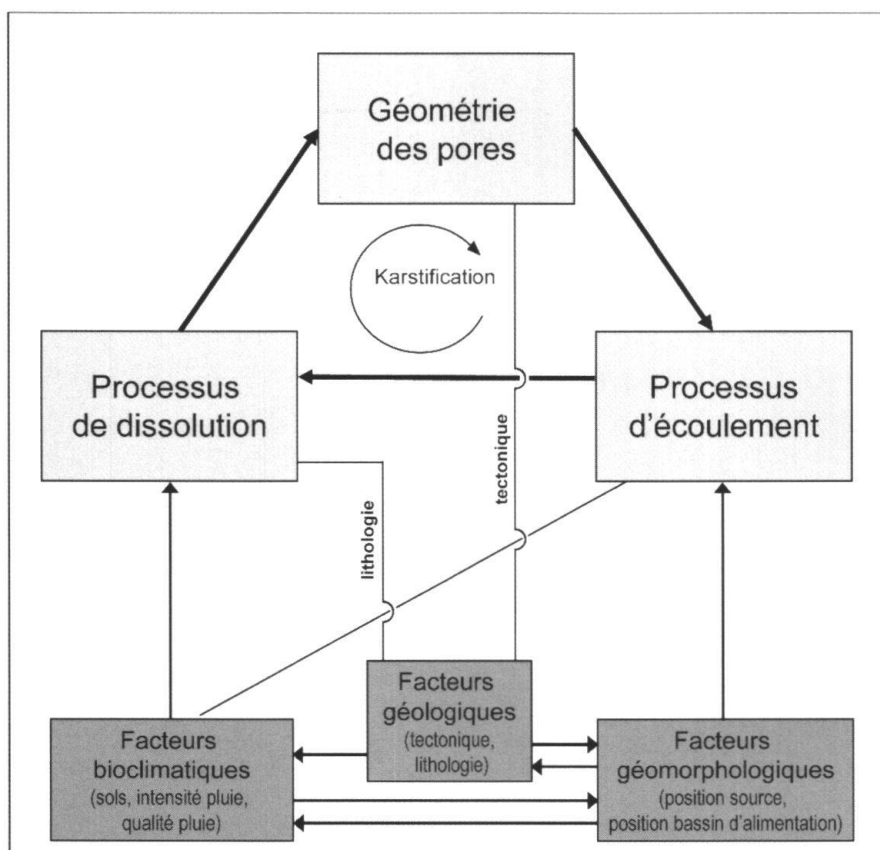 Géométrie
des pores
Karstification
Processus
de dissolution
Processus
d'écoulement
tectonique
lithologie
Facteurs
géologiques
(tectonique,
lithologie)
Facteurs
bioclimatiques
(sols, intensité pluie,
qualité pluie)
Facteurs
géomorphologiques
(position source,
position bassin d'alimentation)